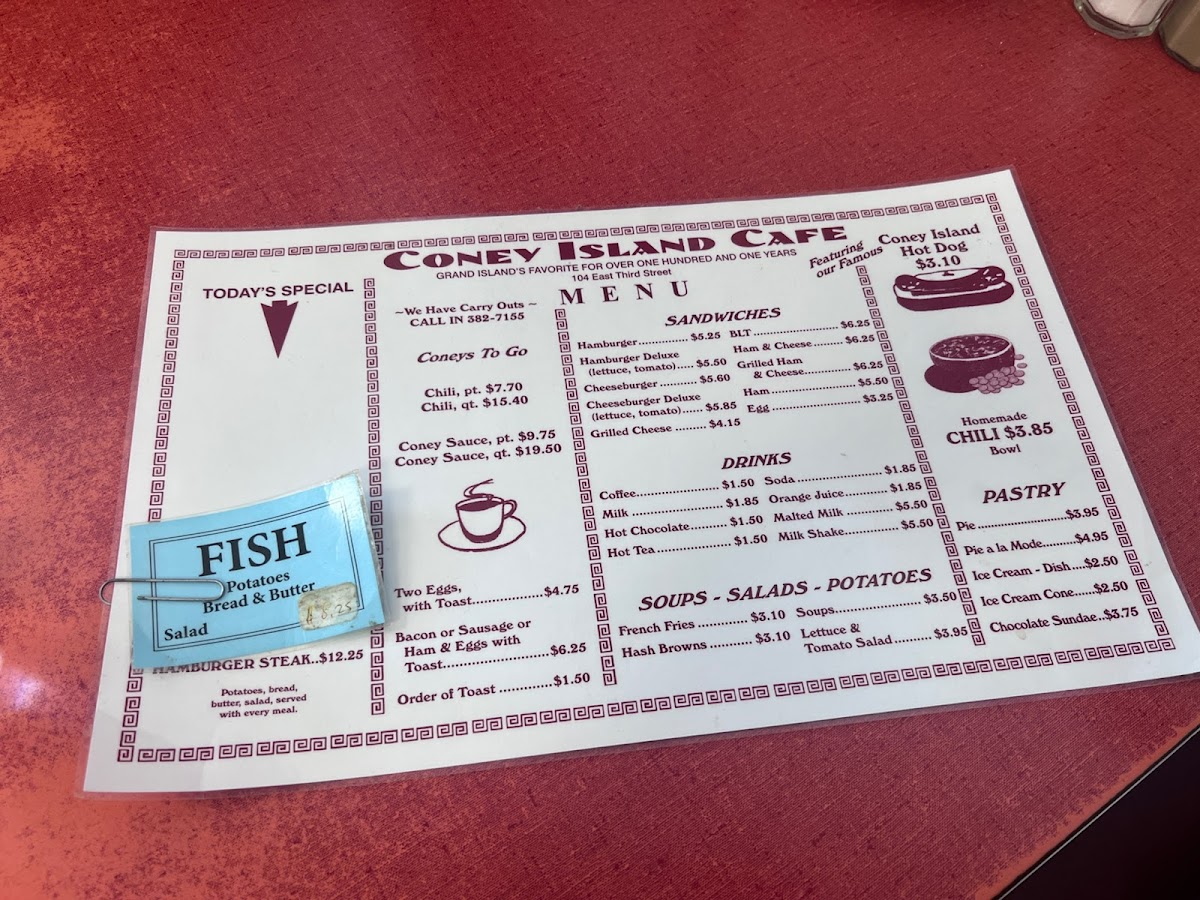 CONEY ISLAND CAFE
GRAND ISLAND'S FAVORITE FOR OVER ONE HUNDRED AND ONE YEARS
104 East Third Street
MENU
TODAY'S SPECIAL
FISH
Potatoes
Bread & Butter
Salad
HAMBURGER STEAK..$12.25
Potatoes, bread,
butter, salad, served
with every meal.
~We Have Carry Outs ~
CALL IN 382-7155
Coneys To Go
Chili, pt. $7.70
Chili, qt. $15.40
Coney Sauce, pt. $9.75
Coney Sauce, qt. $19.50
Two Eggs,
with Toast.................$4.75
Bacon or Sausage or
Ham & Eggs with
Toast.........................$6.25
Order of Toast ............$1.50
SANDWICHES
Hamburger............. $5.25
Hamburger Deluxe
(lettuce, tomato)..... $5.50
Cheeseburger .......... $5.60
Cheeseburger Deluxe
(lettuce, tomato)...... $5.85
Grilled Cheese ......... $4.15
BLT ...................... $6.25
Ham & Cheese......... $6.25
Grilled Ham
& Cheese............. $6.25
Ham....................... $5.50
Egg ....................... $3.25
DRINKS
Coffee..................... $1.50
Milk ........................ $1.85
Hot Chocolate.......... $1.50
Hot Tea................... $1.50
Soda ....................... $1.85
Orange Juice........... $1.85
Malted Milk ............ $5.50
Milk Shake.............. $5.50
SOUPS - SALADS - POTATOES
French Fries ............. $3.10
Hash Browns ........... $3.10
Soups...................... $3.50
Lettuce &
Tomato Salad.......... $3.95
Featuring
our Famous
Coney Island
Hot Dog
$3.10
Homemade
CHILI $3.85
Bowl
PASTRY
Pie .......................$3.95
Pie a la Mode.........$4.95
Ice Cream - Dish....$2.50
Ice Cream Cone.....$2.50
Chocolate Sundae..$3.75